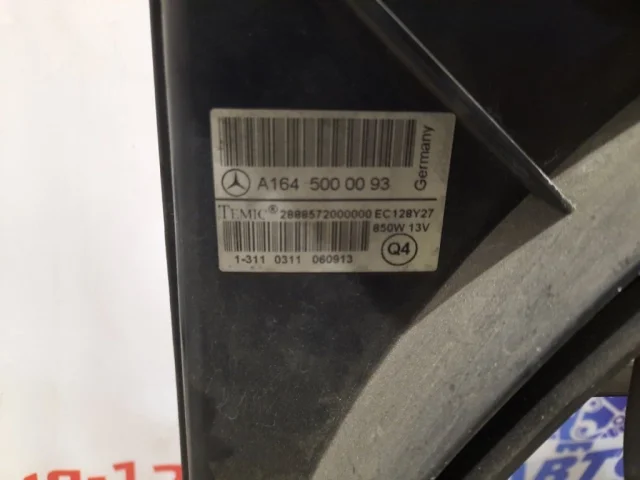 A164 500 00 93
Germany
TEMIC® 2888572000000 EC128Y27
850W 13V
1-311 0311 060913
Q4